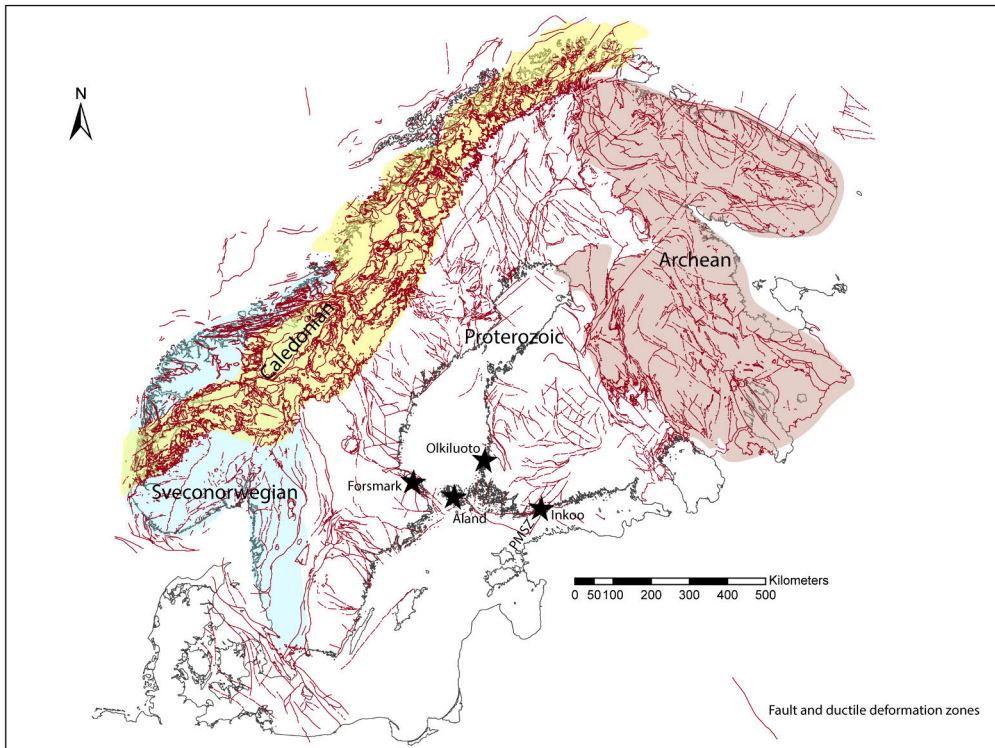 N
Archean
Caledonian
Proterozoic
Olkiluoto
Forsmark
Sveconorwegian
Åland
Inkoo
PMSZ
Kilometers
0 50 100 200 300 400 500
Fault and ductile deformation zones